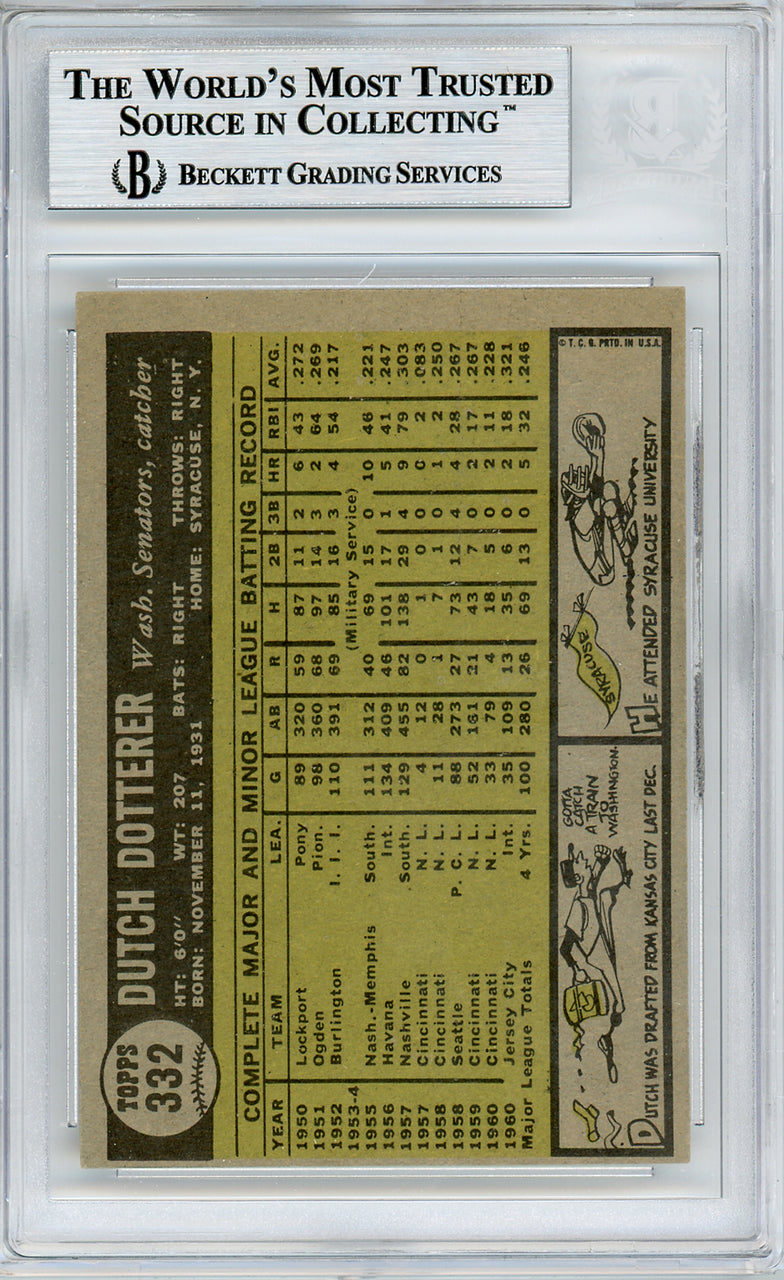 THE WORLD'S MOST TRUSTED
SOURCE IN COLLECTING™
B BECKETT GRADING SERVICES
TOPPS
332
DUTCH DOTTERER Wash. Senators, catcher
HT: 6'0" WT: 207 BATS: RIGHT THROWS: RIGHT
BORN: NOVEMBER 11, 1931 HOME: SYRACUSE, N. Y.
COMPLETE MAJOR AND MINOR LEAGUE BATTING RECORD
YEAR TEAM LEA. G AB R H 2B 3B HR RBI AVG.
1950 Lockport Pony 89 320 59 87 11 2 6 43 .272
1951 Ogden Pion. 98 360 68 97 14 3 2 64 .269
1952 Burlington I. I. I. 110 391 69 85 16 3 4 54 .217
1953-4 (Military Service)
1955 Nash.-Memphis South. 111 312 40 69 15 0 10 46 .221
1956 Havana Int. 134 409 46 101 17 1 5 41 .247
1957 Nashville South. 129 455 82 138 29 4 9 79 .303
1957 Cincinnati N. L. 4 12 0 1 0 0 0 2 .083
1958 Cincinnati N. L. 11 28 1 7 1 0 1 2 .250
1958 Seattle P. C. L. 88 273 27 73 12 4 4 28 .267
1959 Cincinnati N. L. 52 161 21 43 7 0 2 17 .267
1960 Cincinnati N. L. 33 79 4 18 5 0 2 11 .228
1960 Jersey City Int. 35 109 13 35 6 0 2 18 .321
Major League Totals 4 Yrs. 100 280 26 69 13 0 5 32 .246
GOTTA
CATCH
A TRAIN
TO
WASHINGTON.
DUTCH WAS DRAFTED FROM KANSAS CITY LAST DEC.
SYRACUSE
HE ATTENDED SYRACUSE UNIVERSITY
© T. C. G. PRTD. IN U.S.A.